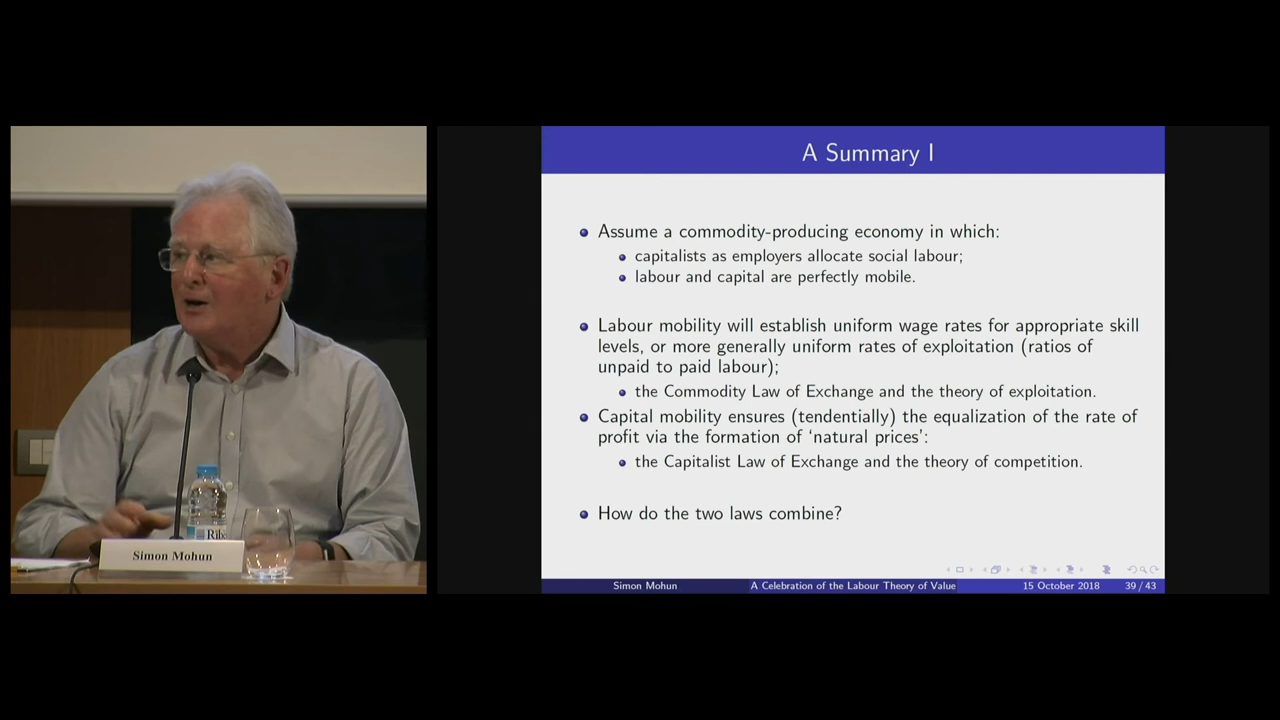 A Summary I
Assume a commodity-producing economy in which:
capitalists as employers allocate social labour;
labour and capital are perfectly mobile.
Labour mobility will establish uniform wage rates for appropriate skill
levels, or more generally uniform rates of exploitation (ratios of
unpaid to paid labour);
the Commodity Law of Exchange and the theory of exploitation.
Capital mobility ensures (tendentially) the equalization of the rate of
profit via the formation of ‘natural prices’:
the Capitalist Law of Exchange and the theory of competition.
How do the two laws combine?
Simon Mohun A Celebration of the Labour Theory of Value 15 October 2018 39 / 43
Simon Mohun